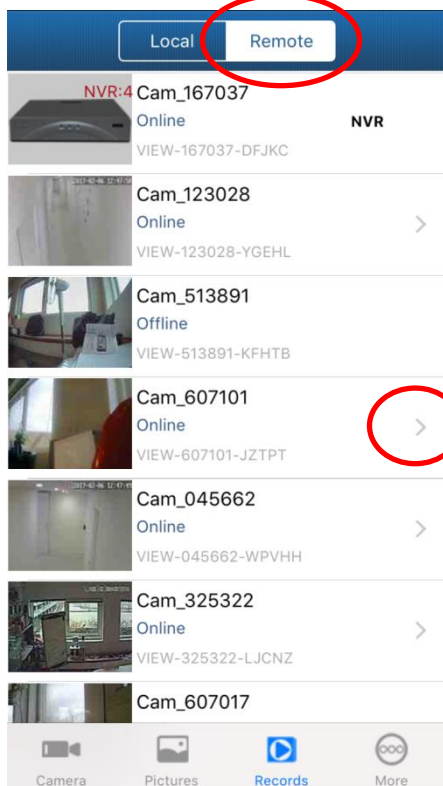 Local Remote
NVR:4 Cam_167037
Online NVR
VIEW-167037-DFJKC
Cam_123028
Online
VIEW-123028-YGEHL
Cam_513891
Offline
VIEW-513891-KFHTB
Cam_607101
Online
VIEW-607101-JZTPT
Cam_045662
Online
VIEW-045662-WPVHH
Cam_325322
Online
VIEW-325322-LJCNZ
Cam_607017
Camera Pictures Records More